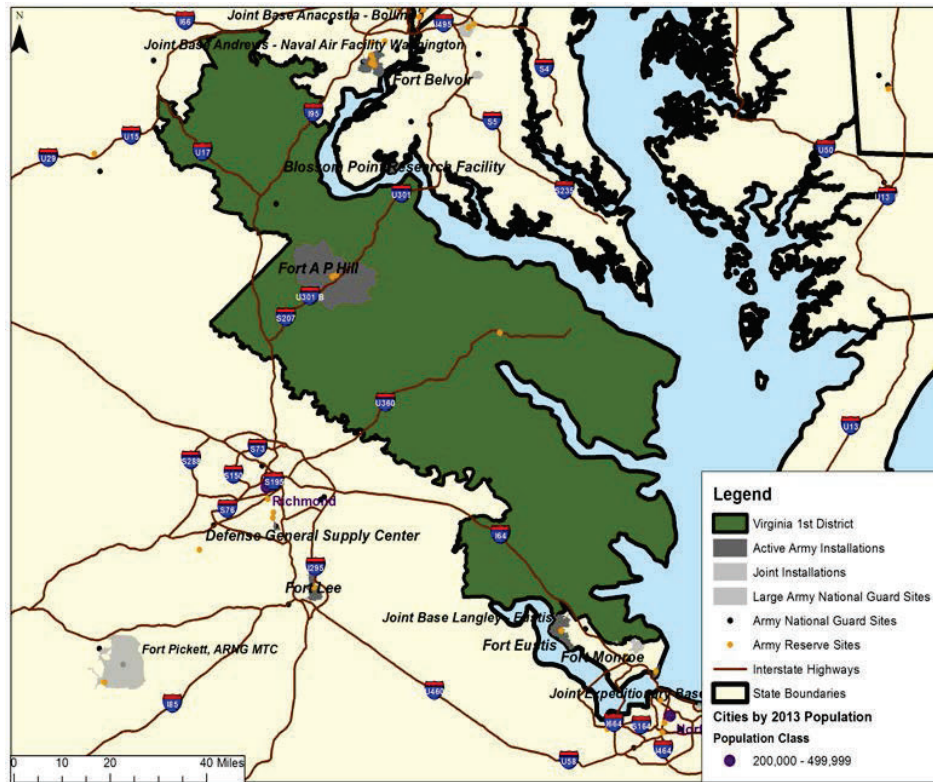 N
I66
Joint Base Anacostia - Bollin
I495
Joint Base Andrews - Naval Air Facility Washington
Fort Belvoir
S4
I95
S5
U15
U29
U17
U50
Blossom Point Research Facility
U301
S235
U13
Fort A P Hill
U301 B
S207
U360
U13
S73
S288
S150
S195
Richmond
S76
Defense General Supply Center
I64
I295
Fort Lee
Joint Base Langley - Eustis
Fort Eustis
Fort Monroe
Fort Pickett, ARNG MTC
Joint Expeditionary Base
U460
I85
I664
S164
Nor
I464
U58
0 10 20 40 Miles
Legend
Virginia 1st District
Active Army Installations
Joint Installations
Large Army National Guard Sites
Army National Guard Sites
Army Reserve Sites
Interstate Highways
State Boundaries
Cities by 2013 Population
Population Class
200,000 - 499,999